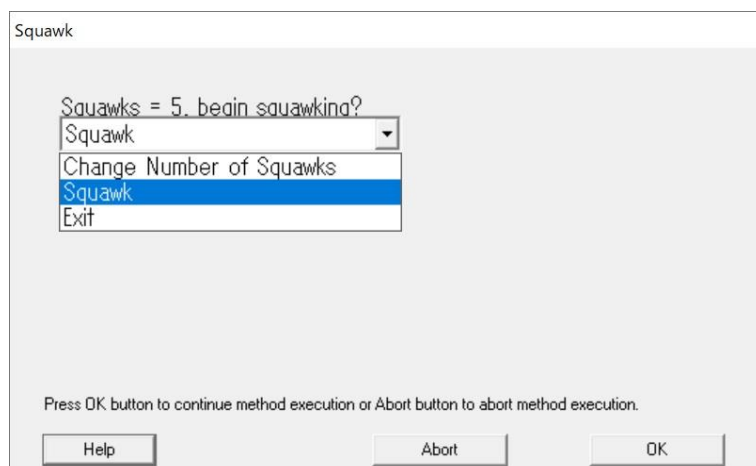 Squawk
Squawks = 5, begin squawking?
Squawk
Change Number of Squawks
Squawk
Exit
Press OK button to continue method execution or Abort button to abort method execution.
Help Abort OK